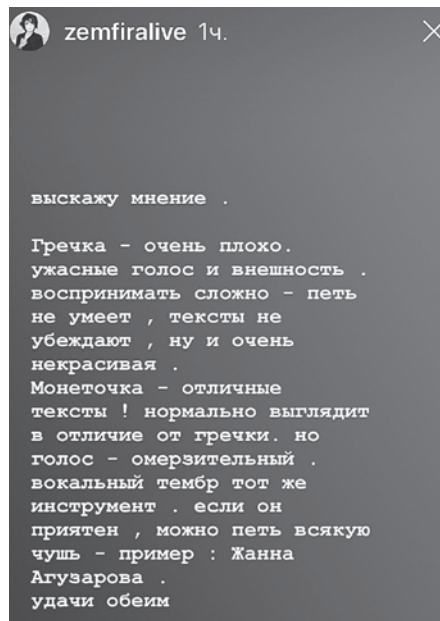 zemfiralive 1ч.
выскажу мнение .
Гречка - очень плохо.
ужасные голос и внешность .
воспринимать сложно - петь
не умеет , тексты не
убеждают , ну и очень
некрасивая .
Монеточка - отличные
тексты ! нормально выглядит
в отличие от гречки. но
голос - омерзительный .
вокальный тембр тот же
инструмент . если он
приятен , можно петь всякую
чушь - пример : Жанна
Агузарова .
удачи обеим